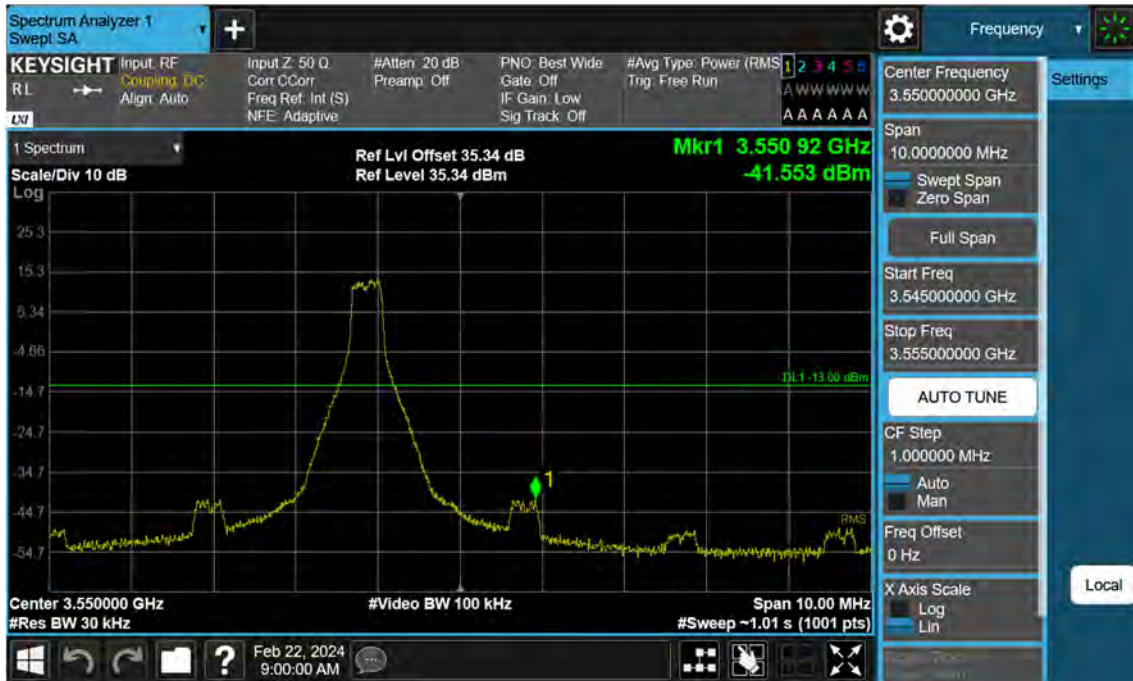 Spectrum Analyzer 1
Swept SA
+
Frequency
KEYSIGHT
RL
LXI
Input: RF
Coupling: DC
Align: Auto
Input Z: 50 Ω
Corr CCorr
Freq Ref: Int (S)
NFE: Adaptive
#Atten: 20 dB
Preamp: Off
PNO: Best Wide
Gate: Off
IF Gain: Low
Sig Track: Off
#Avg Type: Power (RMS
Trig: Free Run
1 2 3 4 5 6
A W W W W W
A A A A A A
1 Spectrum
Scale/Div 10 dB
Log
Ref Lvl Offset 35.34 dB
Ref Level 35.34 dBm
Mkr1 3.550 92 GHz
-41.553 dBm
25.3
15.3
5.34
-4.66
-14.7
-24.7
-34.7
-44.7
-54.7
DL1 -13.00 dBm
1
RMS
Center 3.550000 GHz
#Res BW 30 kHz
#Video BW 100 kHz
Span 10.00 MHz
#Sweep ~1.01 s (1001 pts)
Center Frequency
3.550000000 GHz
Settings
Span
10.0000000 MHz
Swept Span
Zero Span
Full Span
Start Freq
3.545000000 GHz
Stop Freq
3.555000000 GHz
AUTO TUNE
CF Step
1.000000 MHz
Auto
Man
Freq Offset
0 Hz
X Axis Scale
Log
Lin
Local
?
Feb 22, 2024
9:00:00 AM